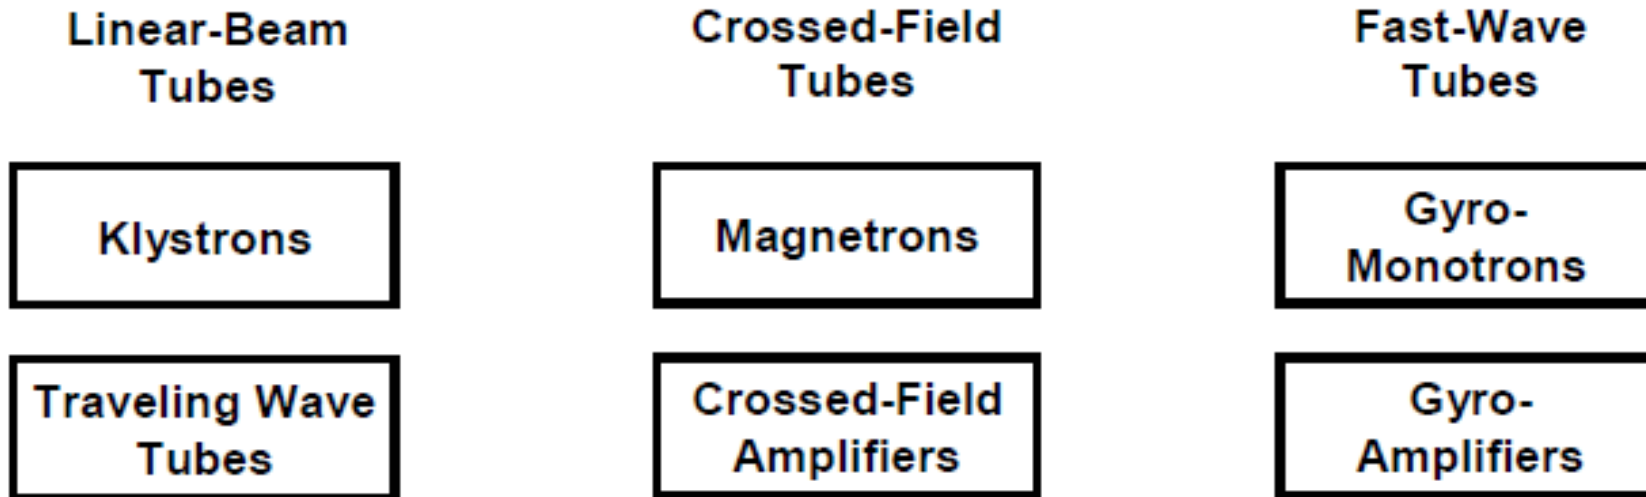 Linear-Beam
Tubes
Crossed-Field
Tubes
Fast-Wave
Tubes
Klystrons
Magnetrons
Gyro-
Monotrons
Traveling Wave
Tubes
Crossed-Field
Amplifiers
Gyro-
Amplifiers